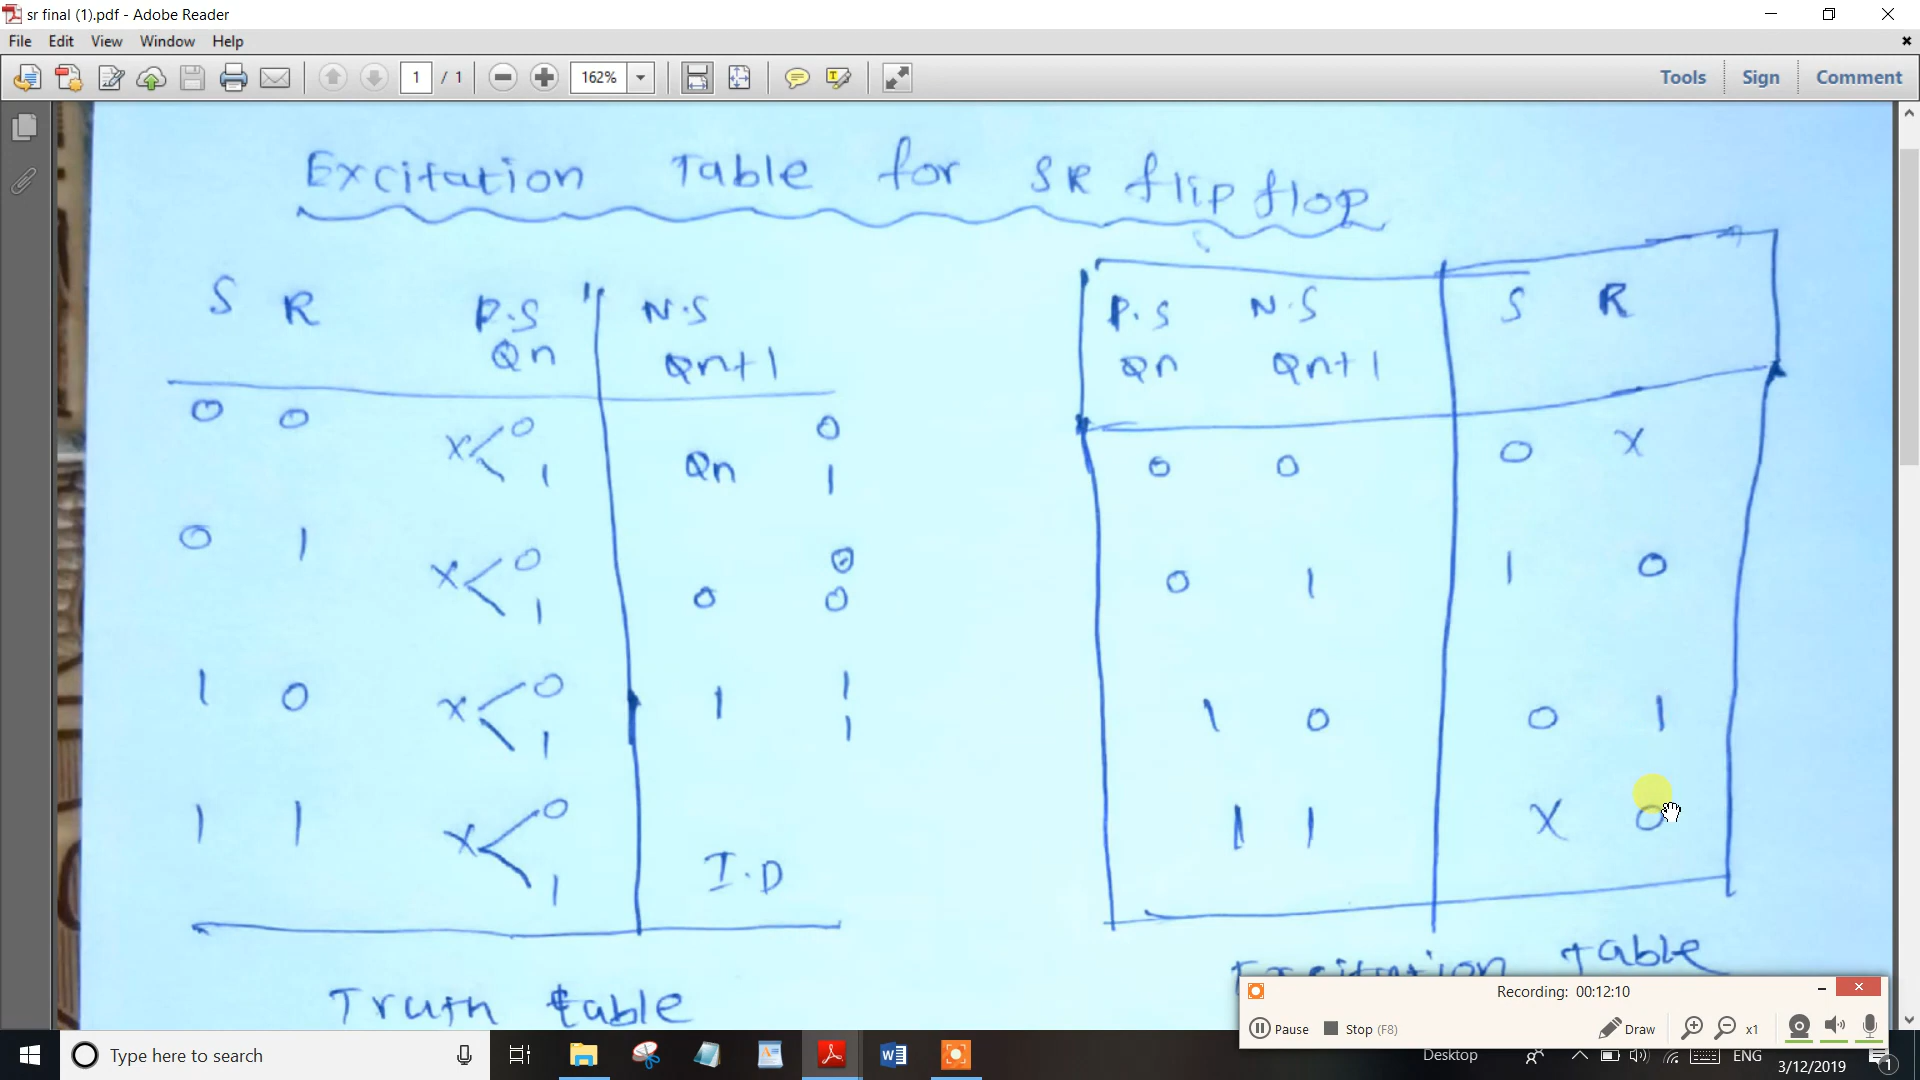 sr final (1).pdf - Adobe Reader
File Edit View Window Help
1 / 1 162% Tools Sign Comment
Excitation Table for SR flip flop
S R P.S N.S
Qn Qn+1
0 0 X 0 1 Qn 0 1
0 1 X 0 1 0 0 0
1 0 X 0 1 1 1 1
1 1 X 0 1 I.D
Truth table
P.S N.S S R
Qn Qn+1
0 0 0 X
0 1 1 0
1 0 0 1
1 1 X 0
Excitation table
Recording: 00:12:10
Pause Stop (F8) Draw x1
Type here to search
Desktop ENG
3/12/2019 1